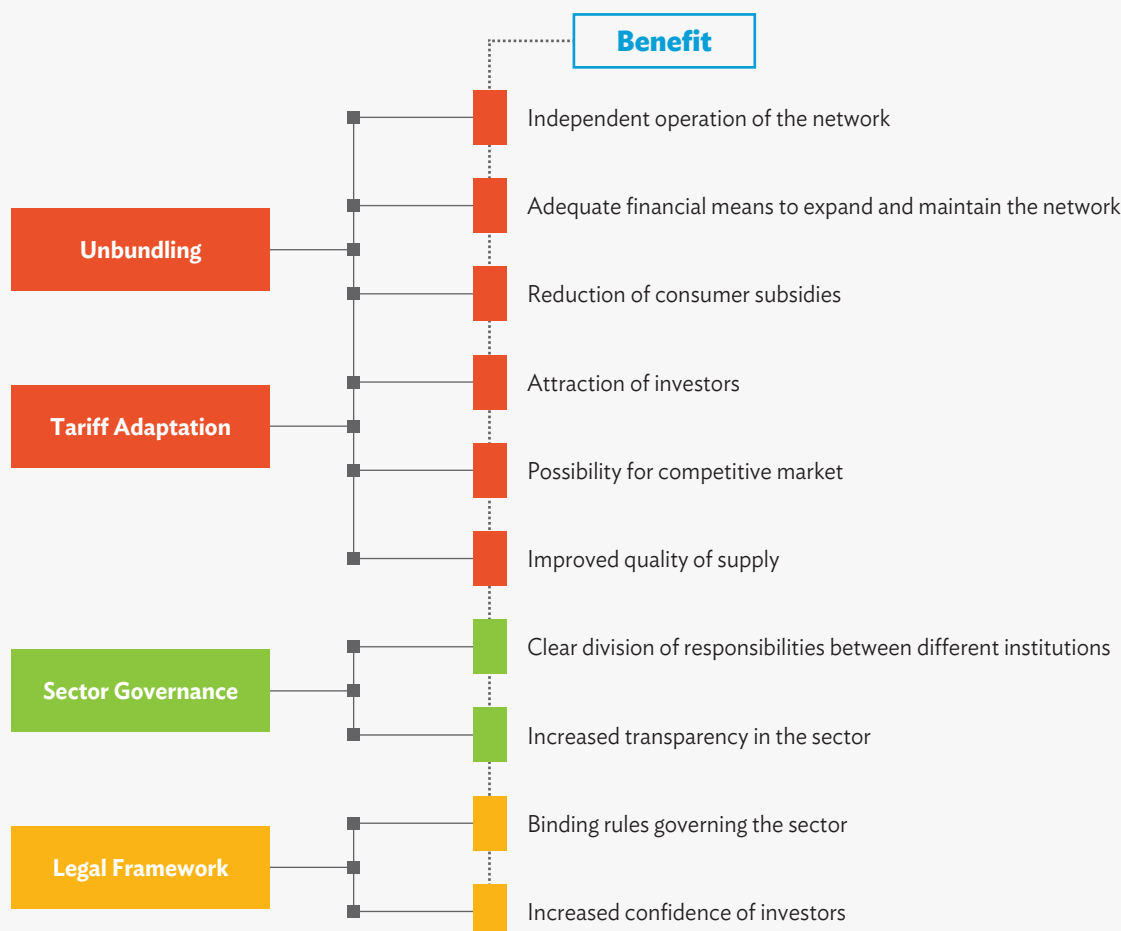 Benefit
Independent operation of the network
Adequate financial means to expand and maintain the network
Unbundling
Reduction of consumer subsidies
Attraction of investors
Tariff Adaptation
Possibility for competitive market
Improved quality of supply
Clear division of responsibilities between different institutions
Sector Governance
Increased transparency in the sector
Binding rules governing the sector
Legal Framework
Increased confidence of investors